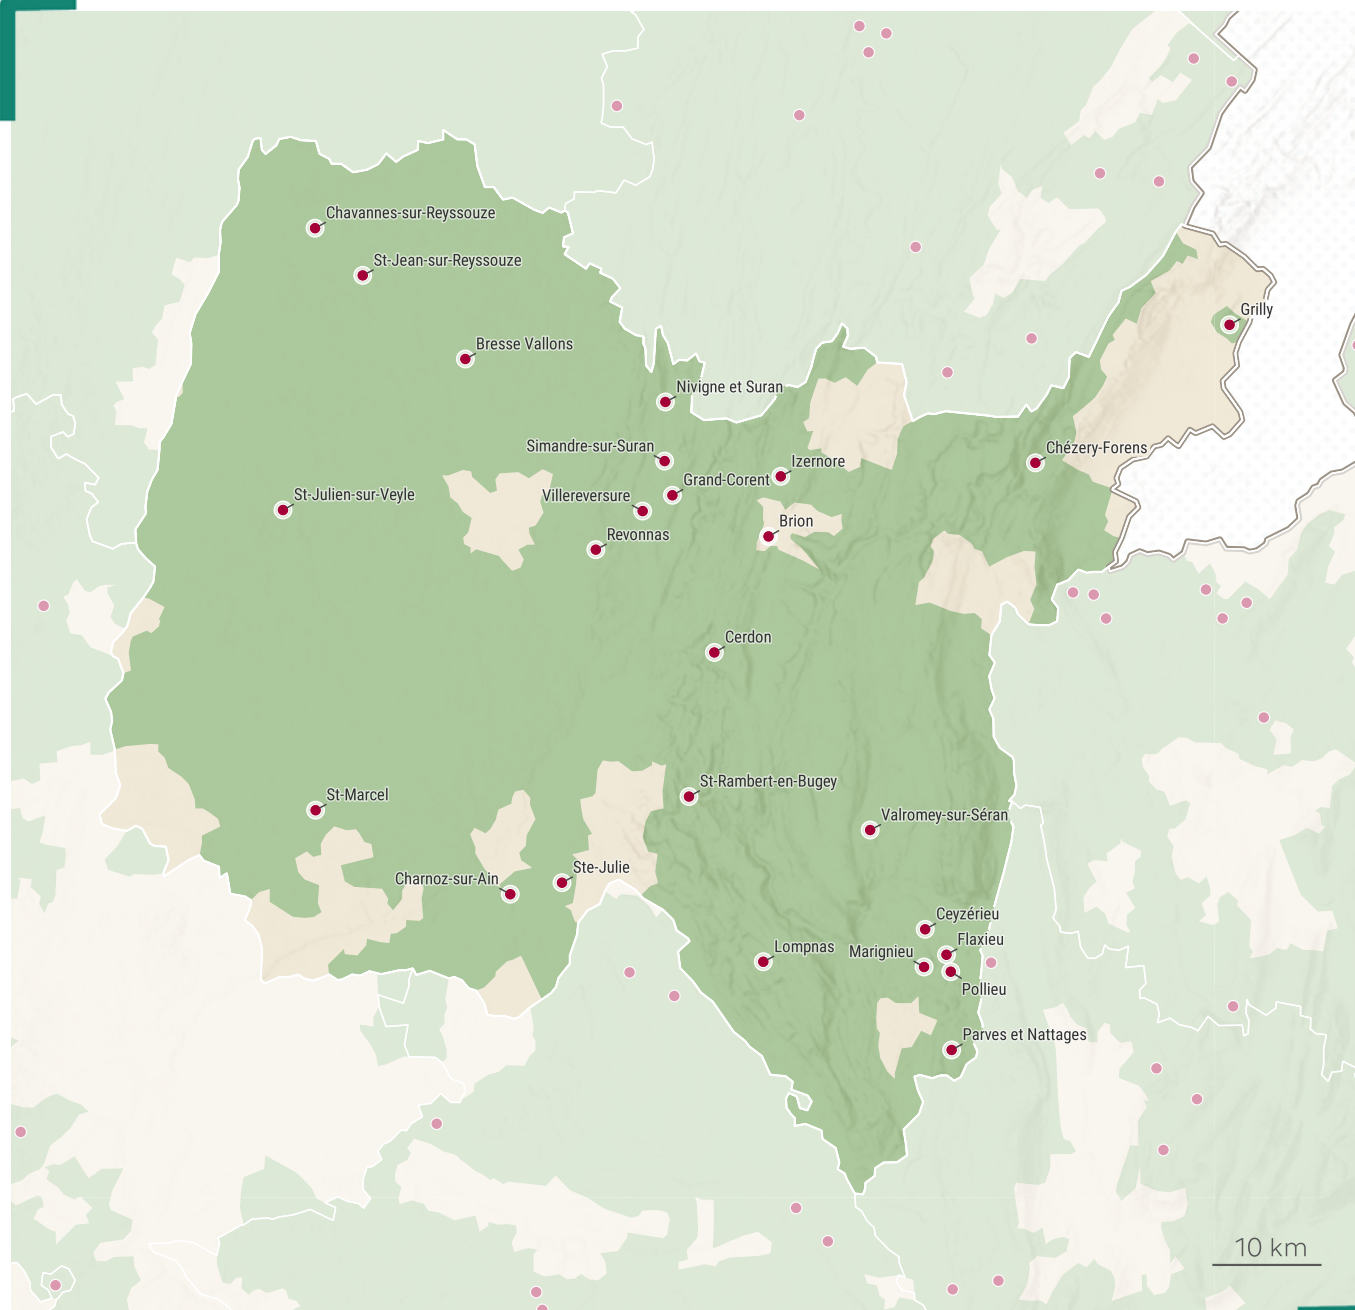 Chavannes-sur-Reyssouze
St-Jean-sur-Reyssouze
Grilly
Bresse Vallons
Nivigne et Suran
Simandre-sur-Suran
Chézery-Forens
Izernore
Grand-Corent
St-Julien-sur-Veyle
Villereversure
Brion
Revonnas
Cerdon
St-Rambert-en-Bugey
St-Marcel
Valromey-sur-Séran
Ste-Julie
Charnoz-sur-Ain
Ceyzérieu
Flaxieu
Lompnas
Marignieu
Pollieu
Parves et Nattages
10 km